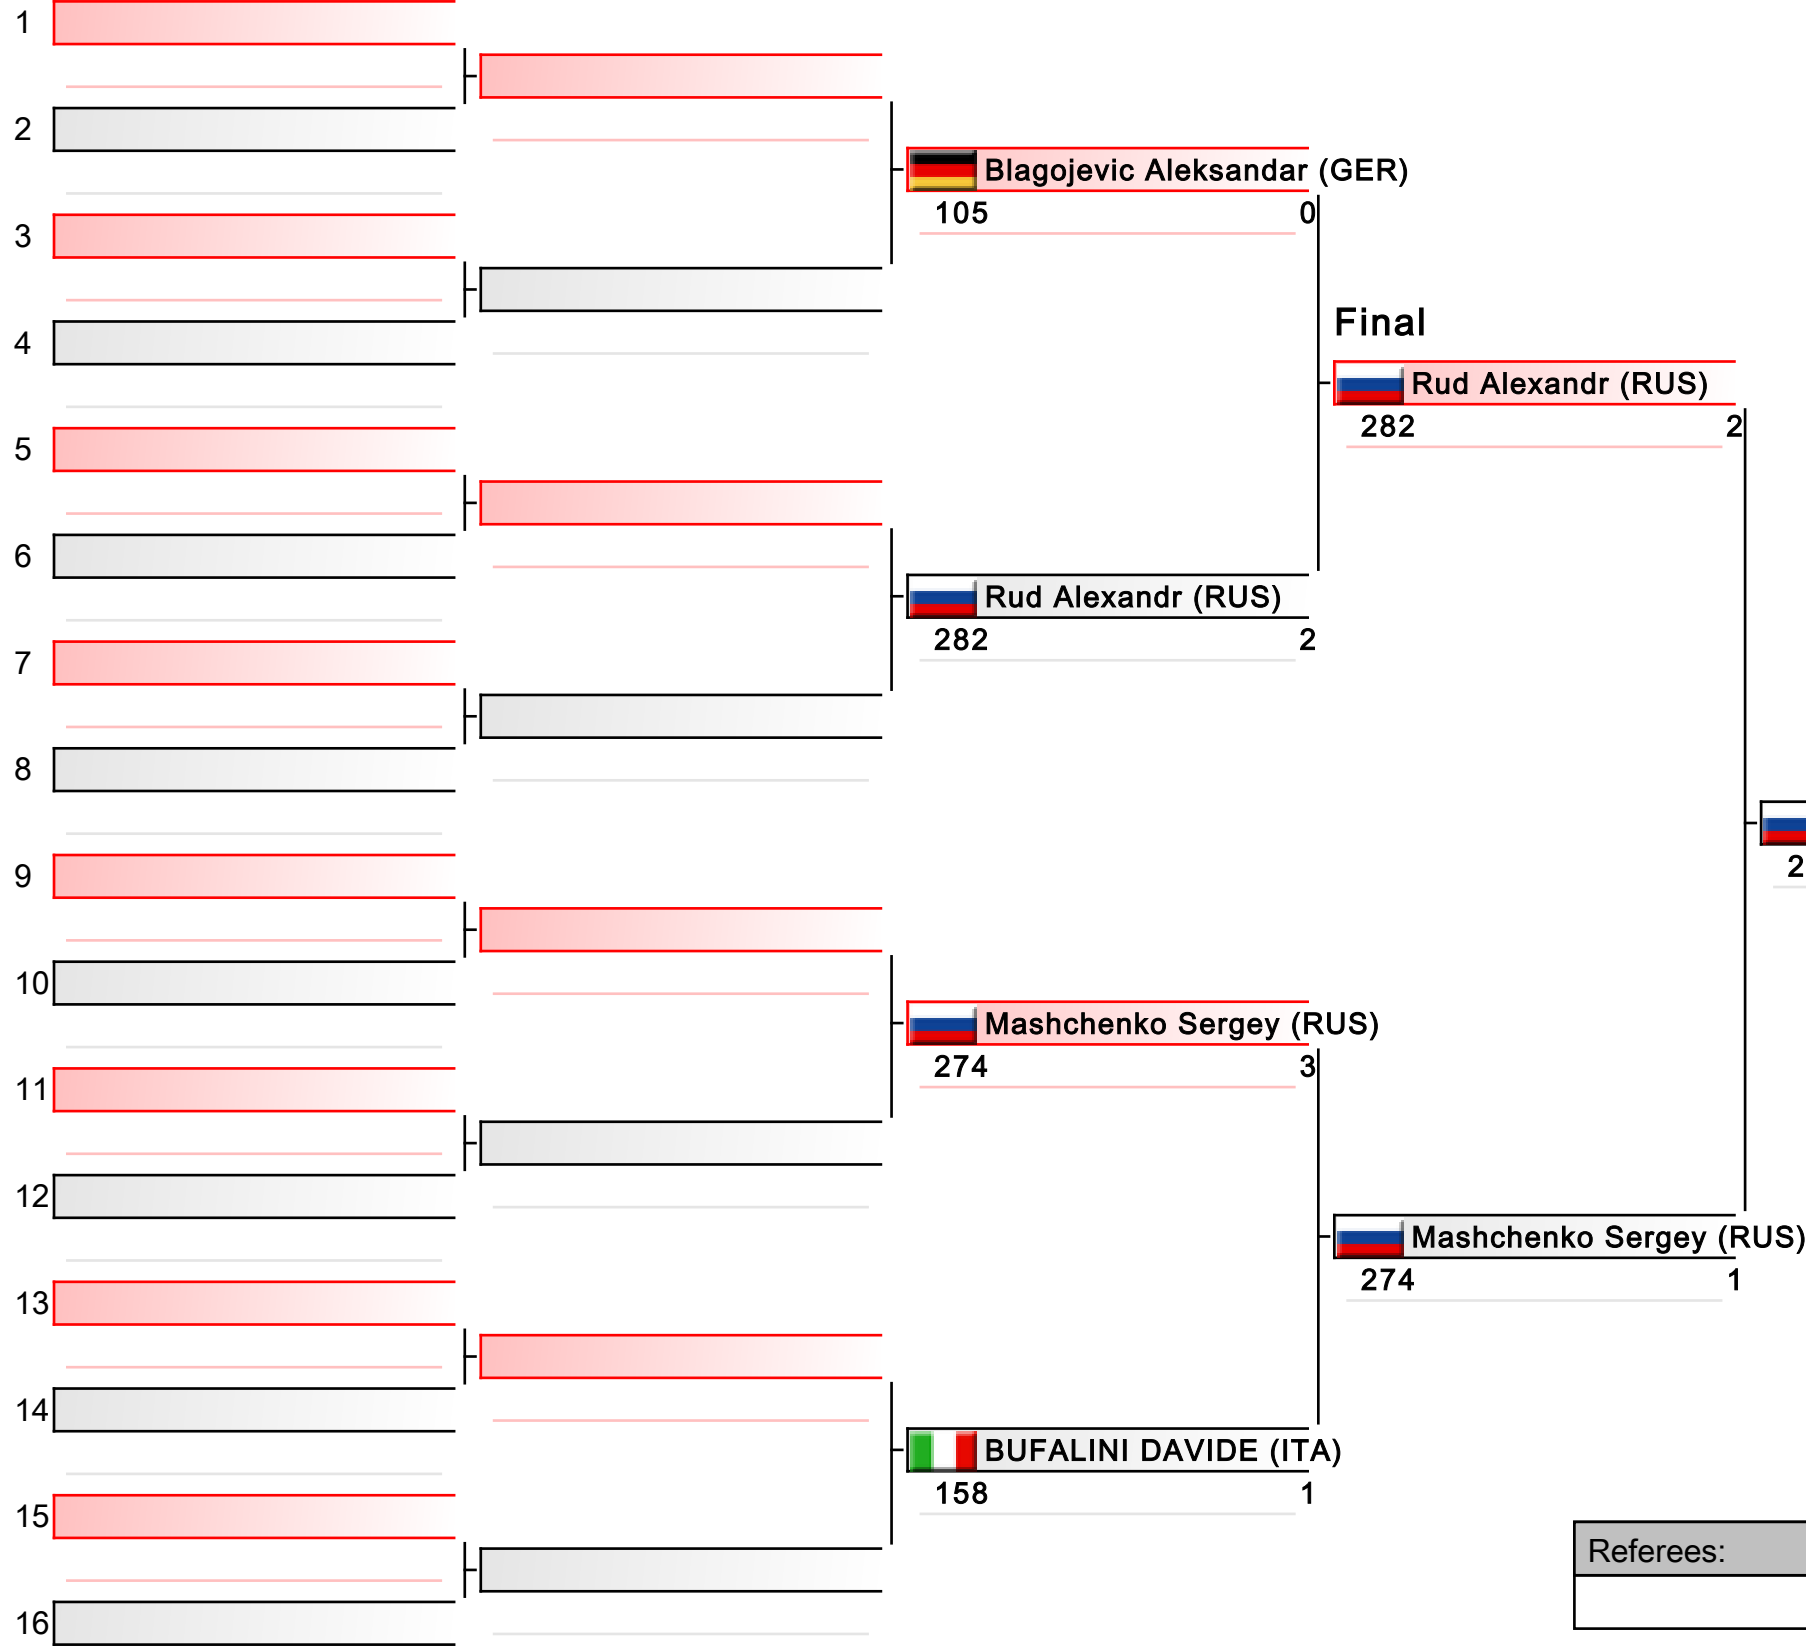 1
2
Blagojevic Aleksandar (GER)
105 0
3
Final
4
Rud Alexandr (RUS)
282 2
5
6
Rud Alexandr (RUS)
282 2
7
8
2
9
10
Mashchenko Sergey (RUS)
274 3
11
12
Mashchenko Sergey (RUS)
274 1
13
14
BUFALINI DAVIDE (ITA)
158 1
15
Referees:
16